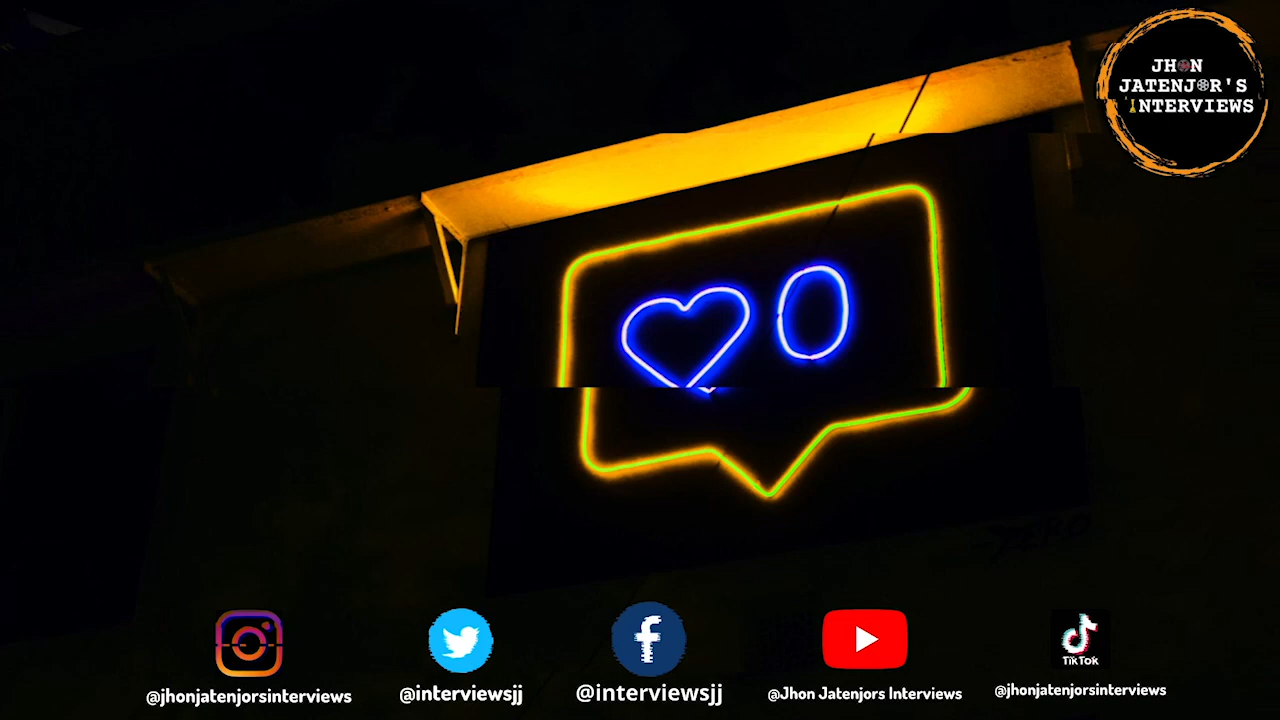 JHON
JATENJOR'S
INTERVIEWS
0
TikTok
@jhonjatenjorsinterviews
@interviewsjj
@interviewsjj
@Jhon Jatenjors Interviews
@jhonjatenjorsinterviews